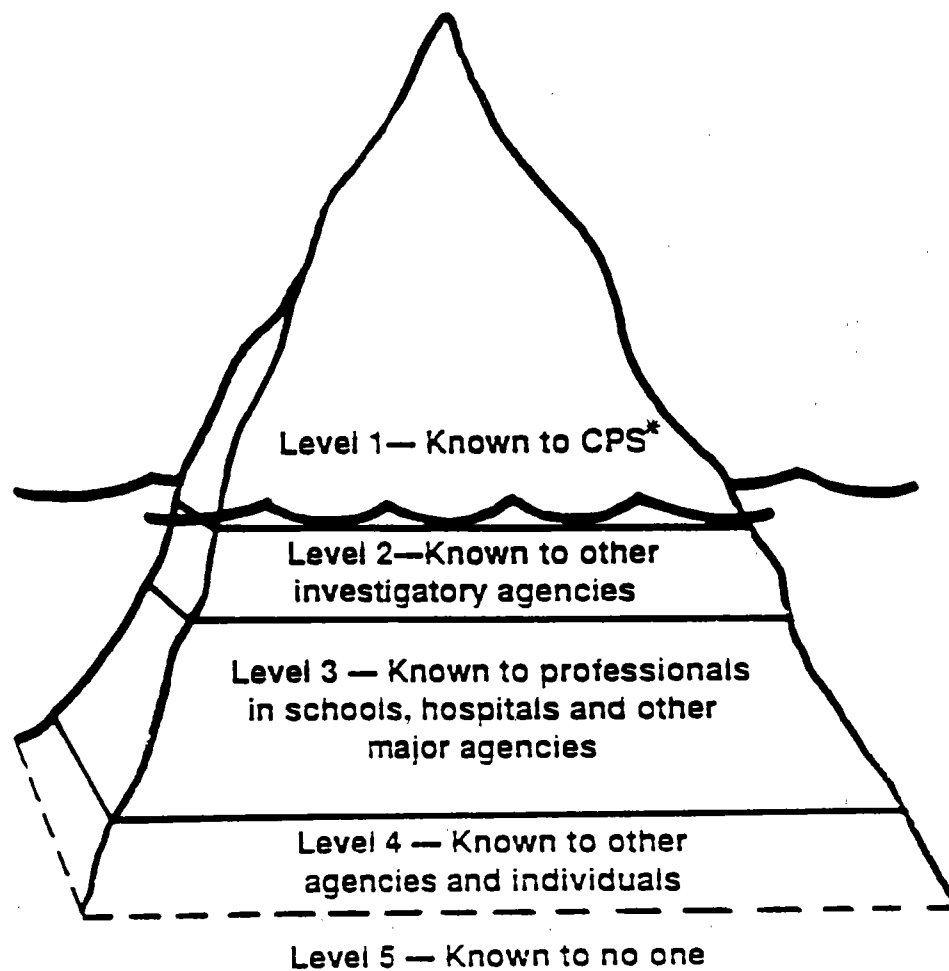 Level 1— Known to CPS*
Level 2—Known to other
investigatory agencies
Level 3 — Known to professionals
in schools, hospitals and other
major agencies
Level 4 — Known to other
agencies and individuals
Level 5 — Known to no one